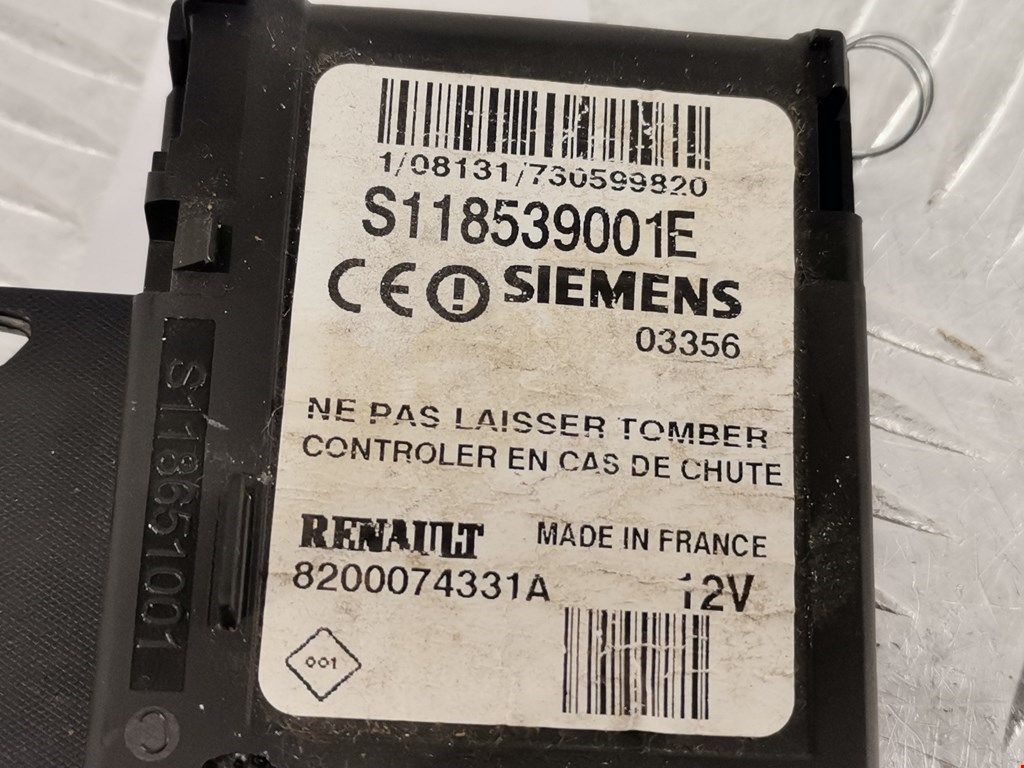 1/08131/730599820
S118539001E
CE SIEMENS
03356
NE PAS LAISSER TOMBER
CONTROLER EN CAS DE CHUTE
RENAULT MADE IN FRANCE
8200074331A 12V
001
S118651001